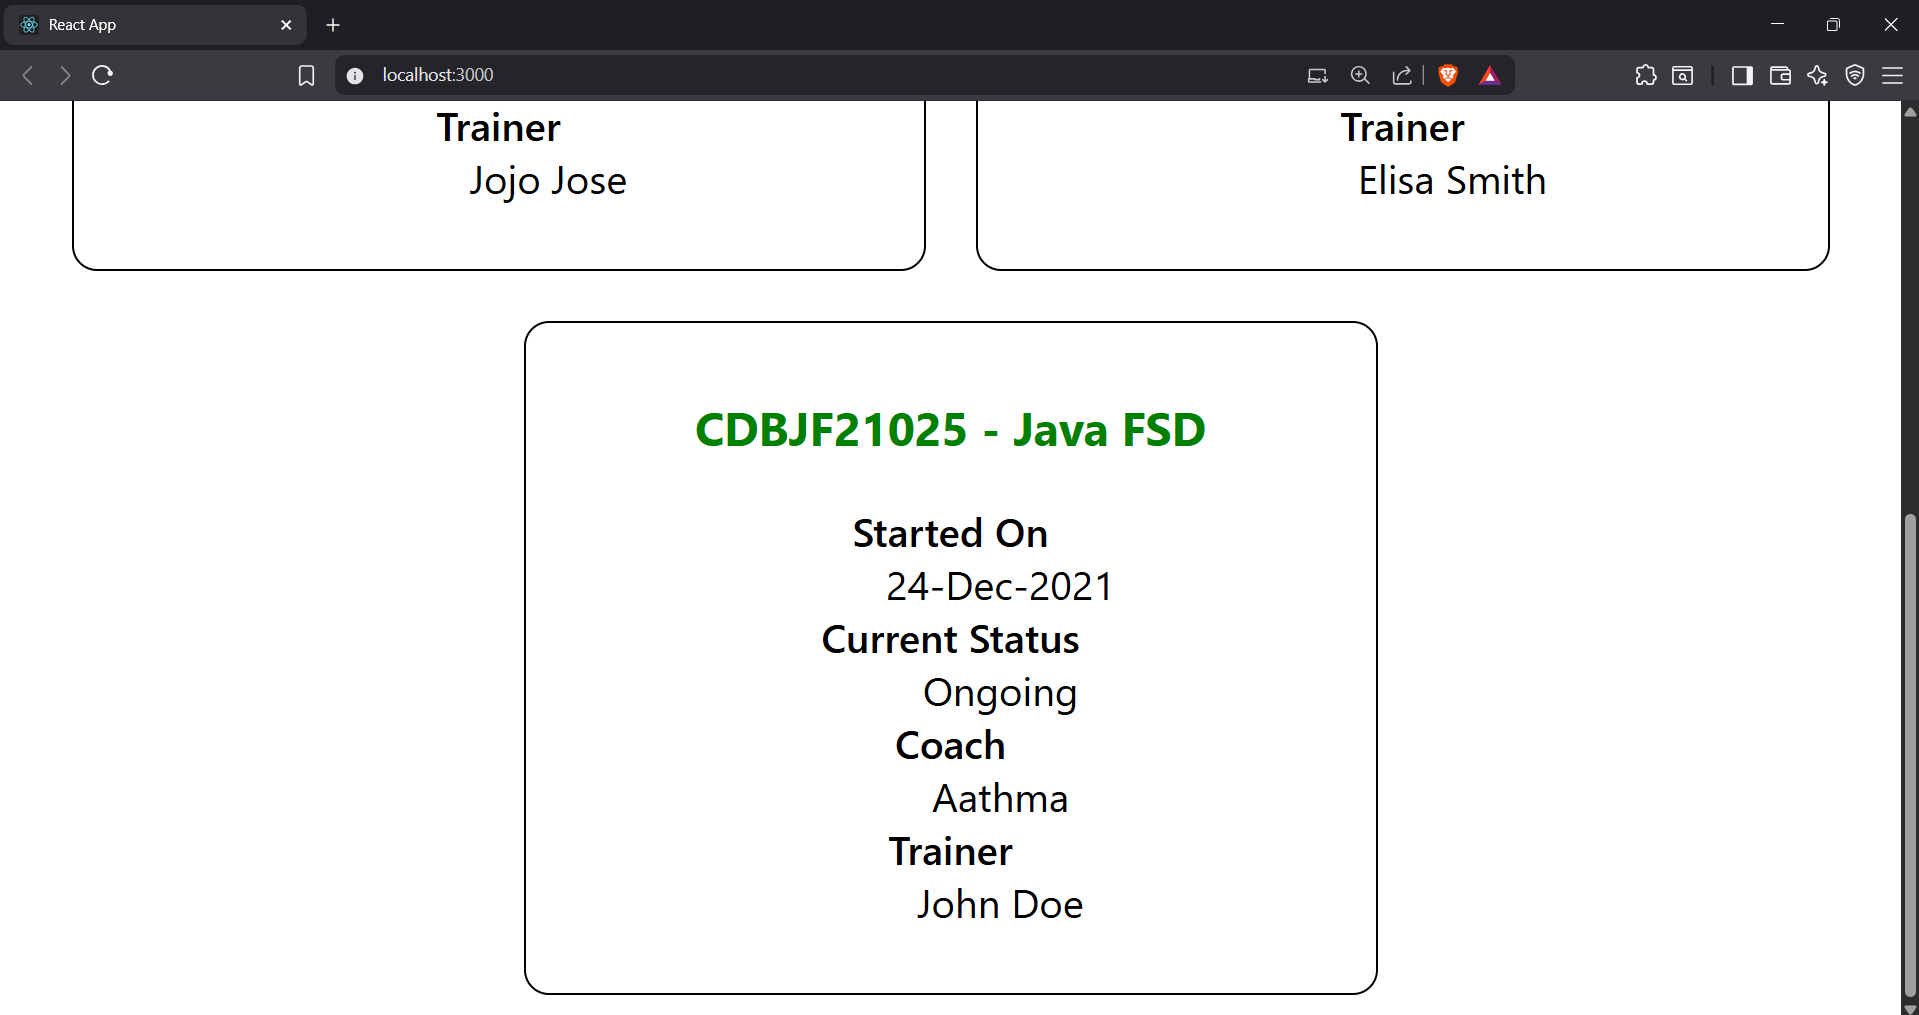 React App
localhost:3000
Trainer
Jojo Jose
Trainer
Elisa Smith
CDBJF21025 - Java FSD
Started On
24-Dec-2021
Current Status
Ongoing
Coach
Aathma
Trainer
John Doe